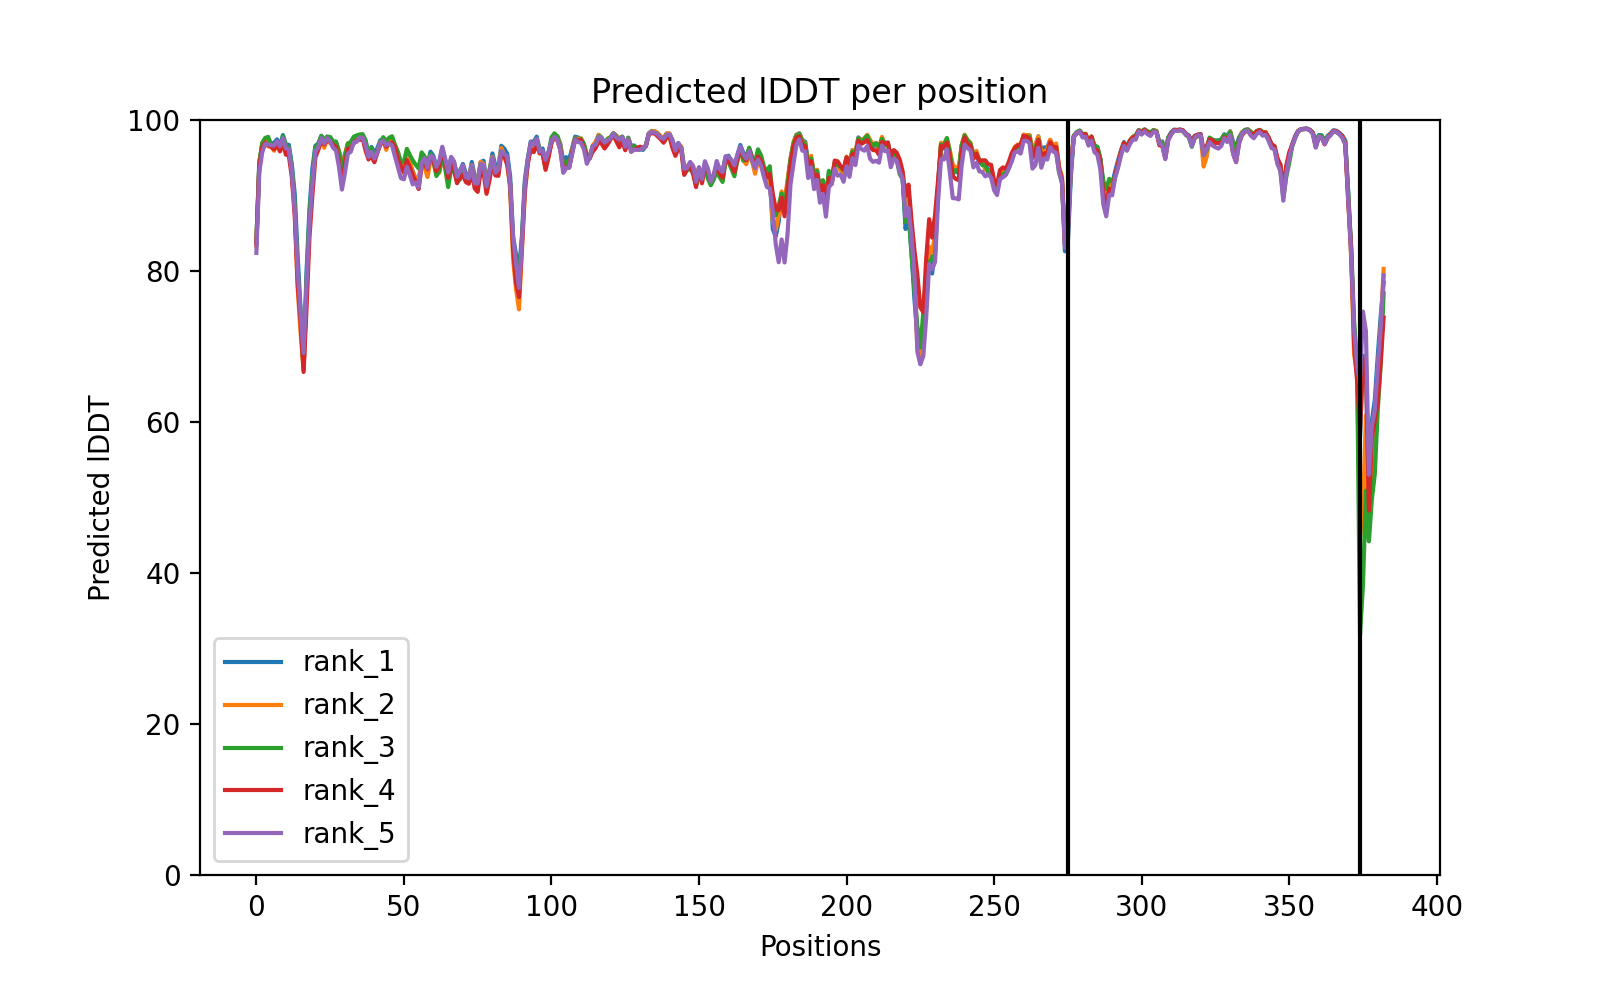 Predicted lDDT per position
100
80
60
40
20
0
Predicted lDDT
rank_1
rank_2
rank_3
rank_4
rank_5
0 50 100 150 200 250 300 350 400
Positions